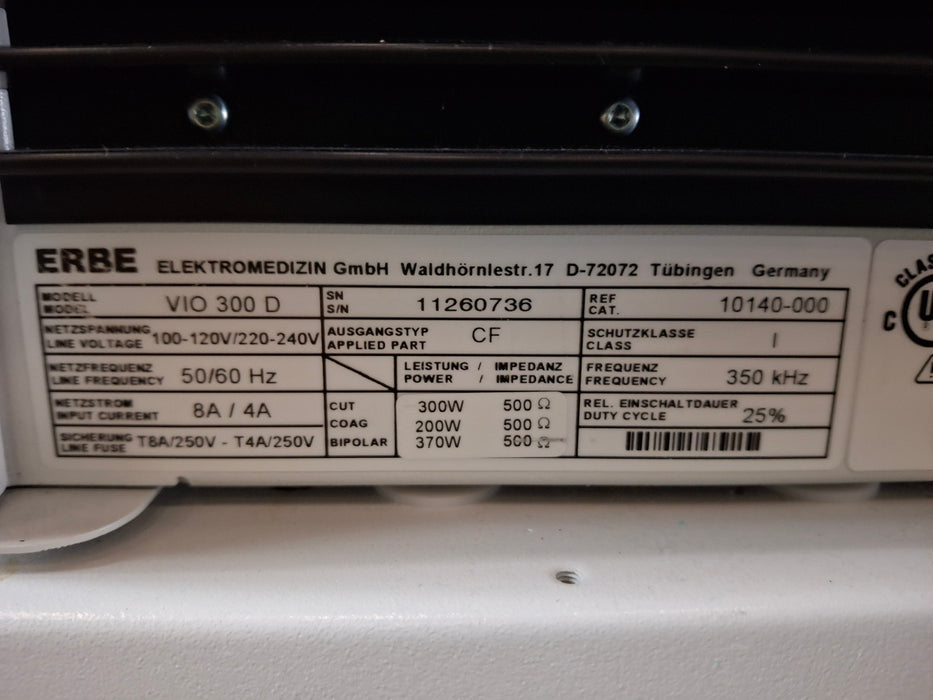 ERBE ELEKTROMEDIZIN GmbH Waldhörnlestr.17 D-72072 Tübingen Germany
MODELL
MODEL VIO 300 D
SN
S/N 11260736
REF
CAT. 10140-000
NETZSPANNUNG
LINE VOLTAGE 100-120V/220-240V
AUSGANGSTYP
APPLIED PART CF
SCHUTZKLASSE
CLASS I
NETZFREQUENZ
LINE FREQUENCY 50/60 Hz
LEISTUNG / IMPEDANZ
POWER / IMPEDANCE
FREQUENZ
FREQUENCY 350 kHz
NETZSTROM
INPUT CURRENT 8A / 4A
CUT 300W 500 Ω
COAG 200W 500 Ω
BIPOLAR 370W 500 Ω
REL. EINSCHALTDAUER
DUTY CYCLE 25%
SICHERUNG
LINE FUSE T8A/250V - T4A/250V
CLAS
C U